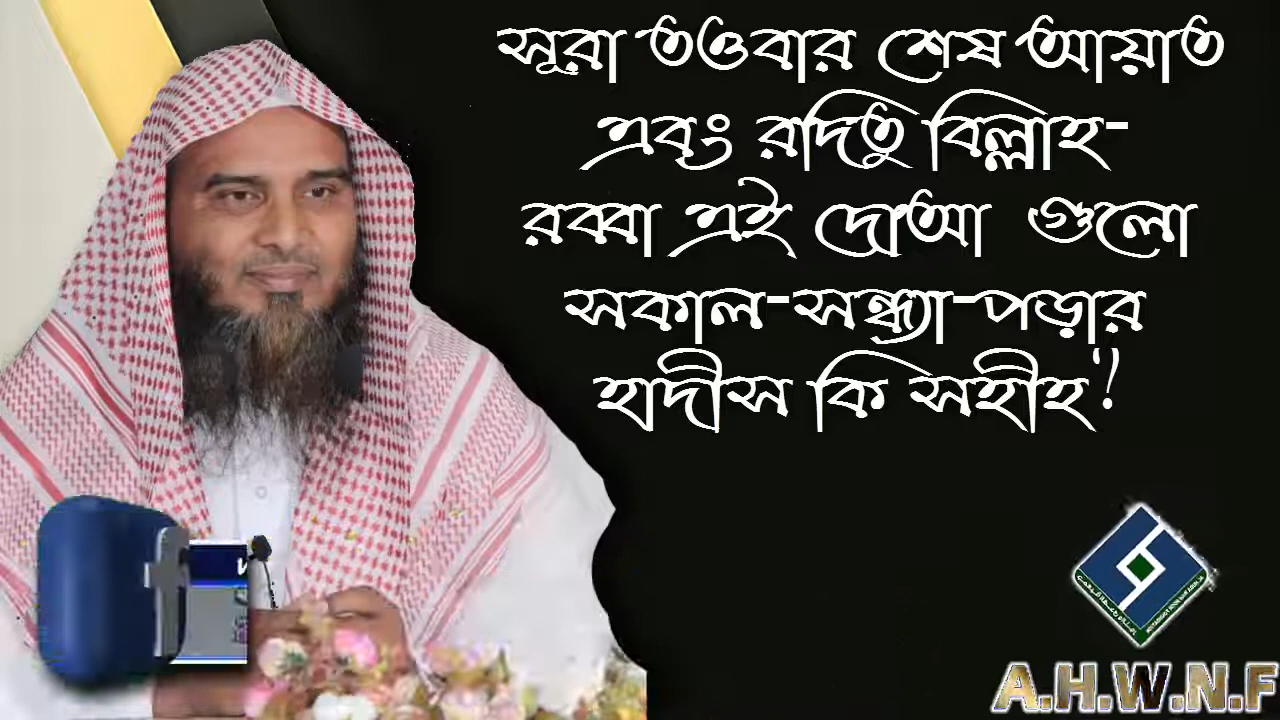 সূরা তওবার শেষ আয়াত
এবং রদিতু বিল্লাহ-
রব্বা এই দোআ গুলো
সকাল-সন্ধ্যা-পড়ার
হাদীস কি সহীহ?
A.H.W.N.F